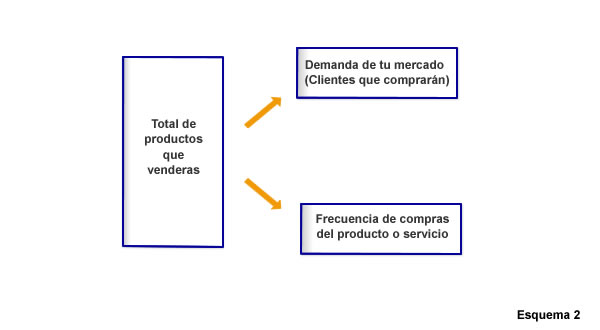 Total de
productos
que
venderas
Demanda de tu mercado
(Clientes que comprarán)
Frecuencia de compras
del producto o servicio
Esquema 2